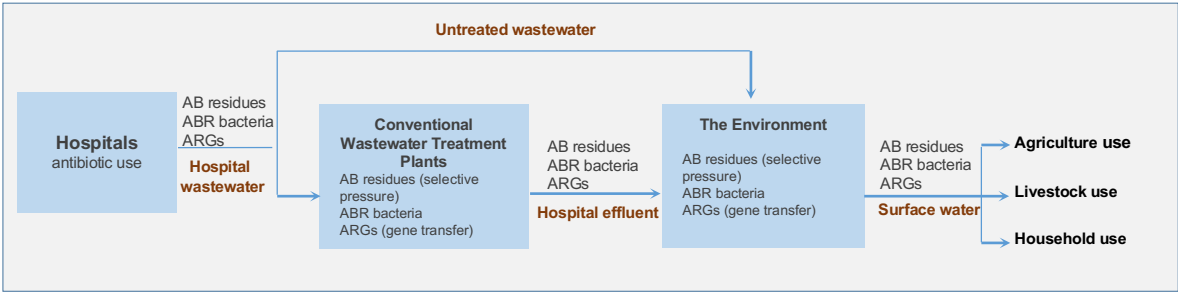 Untreated wastewater
Hospitals
antibiotic use
AB residues
ABR bacteria
ARGs
Hospital
wastewater
Conventional
Wastewater Treatment
Plants
AB residues (selective
pressure)
ABR bacteria
ARGs (gene transfer)
AB residues
ABR bacteria
ARGs
Hospital effluent
The Environment
AB residues (selective
pressure)
ABR bacteria
ARGs (gene transfer)
AB residues
ABR bacteria
ARGs
Surface water
Agriculture use
Livestock use
Household use